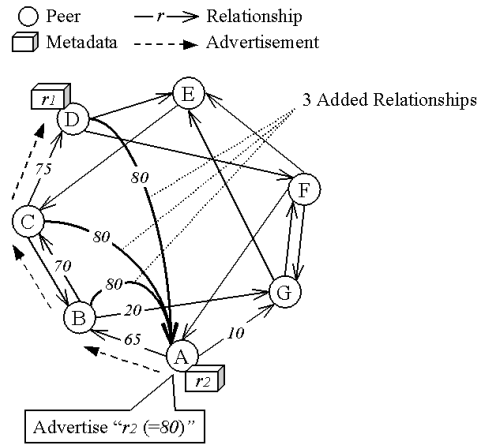 Peer
r
Relationship
Metadata
Advertisement
r1
D
E
3 Added Relationships
80
75
F
C
80
70
80
20
G
B
65
10
A
r2
Advertise “r2 (=80)”